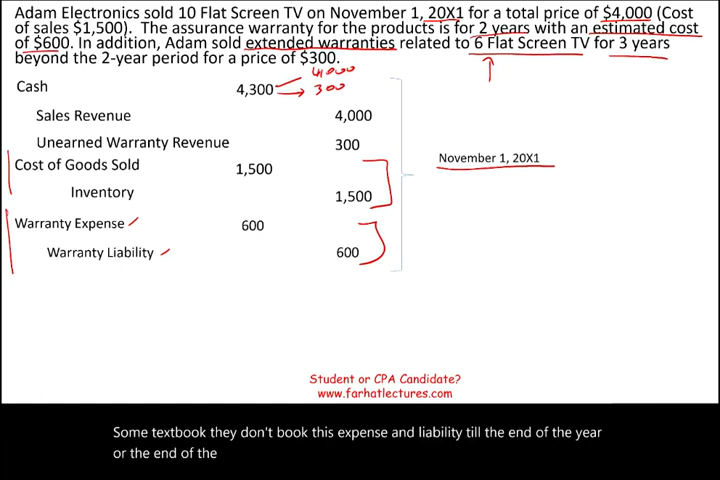 Adam Electronics sold 10 Flat Screen TV on November 1, 20X1 for a total price of $4,000 (Cost
of sales $1,500).  The assurance warranty for the products is for 2 years with an estimated cost
of $600. In addition, Adam sold extended warranties related to 6 Flat Screen TV for 3 years
beyond the 2-year period for a price of $300.
4,000
Cash 4,300 300
Sales Revenue 4,000
Unearned Warranty Revenue 300
Cost of Goods Sold 1,500
November 1, 20X1
Inventory 1,500
Warranty Expense 600
Warranty Liability 600
Student or CPA Candidate?
www.farhatlectures.com
Some textbook they don't book this expense and liability till the end of the year
or the end of the